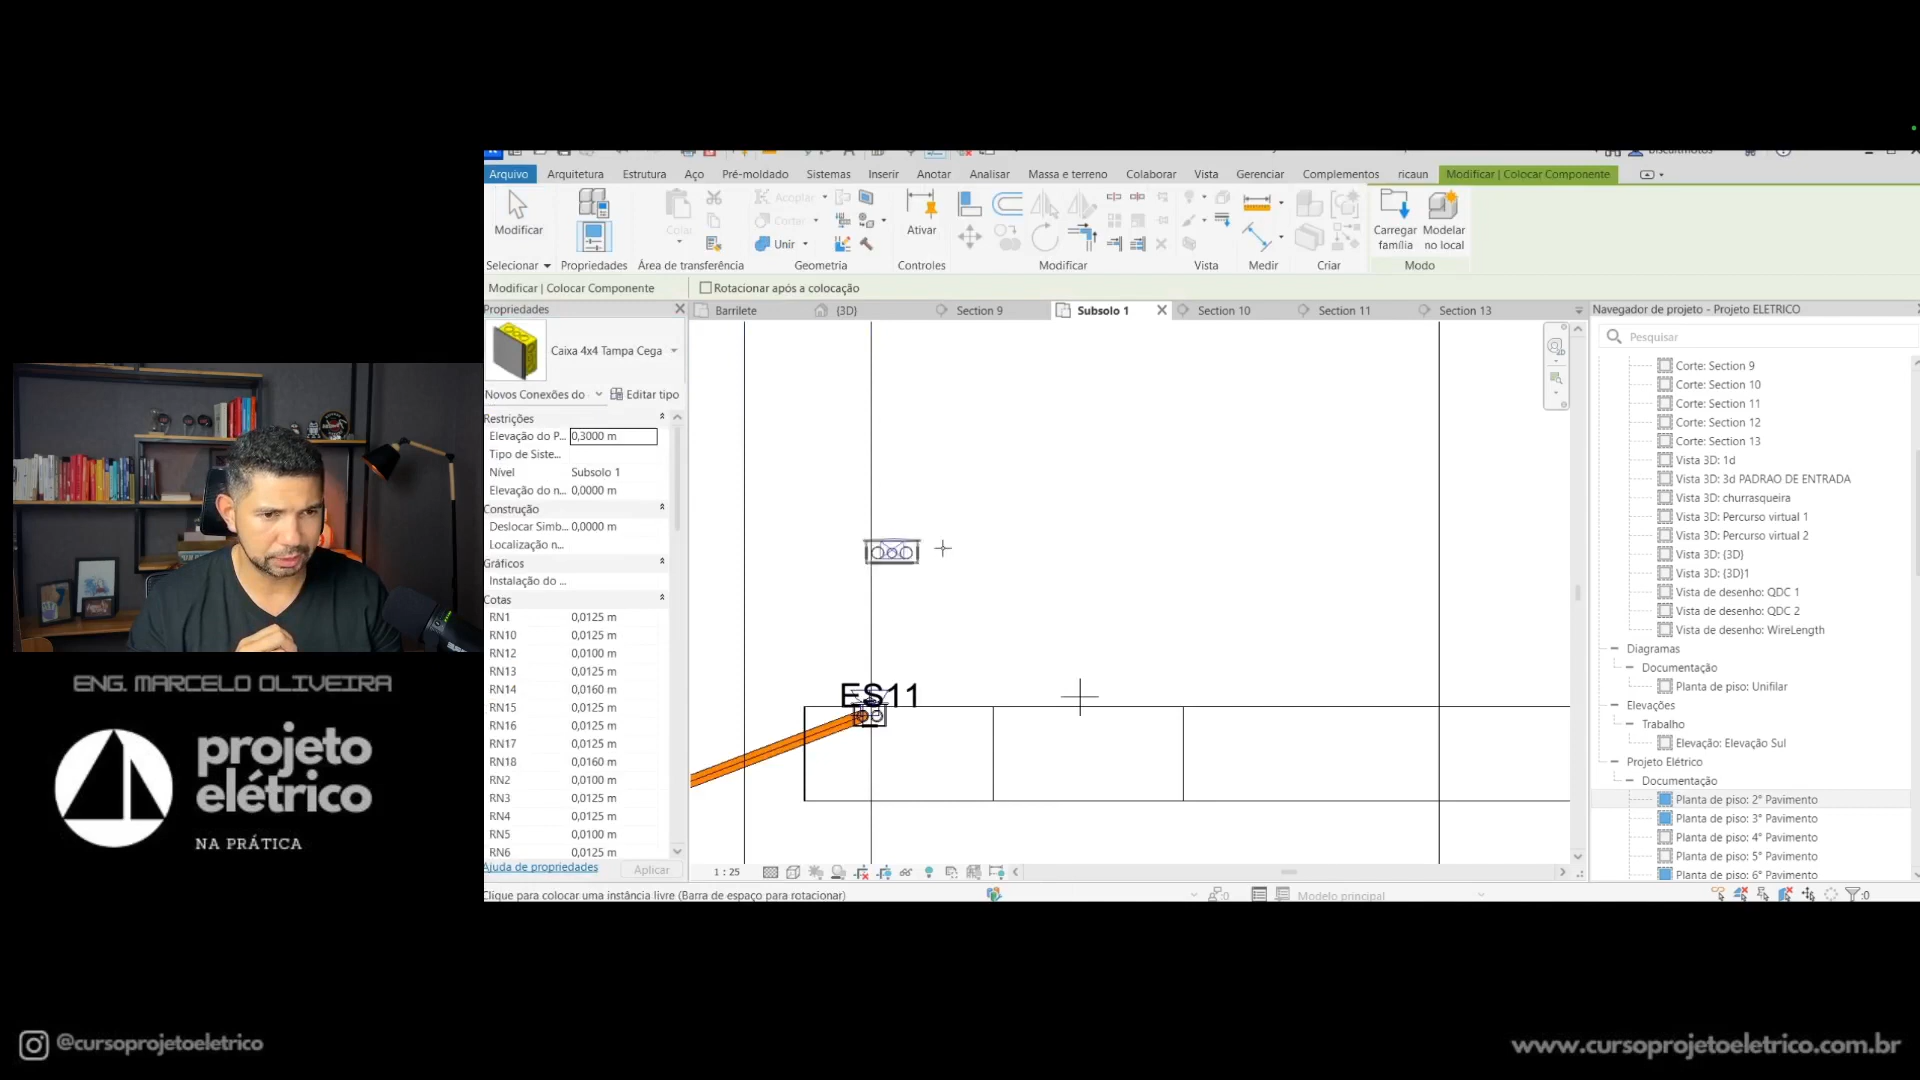 Arquivo Arquitetura Estrutura Aço Pré-moldado Sistemas Inserir Anotar Analisar Massa e terreno Colaborar Vista Gerenciar Complementos ricaun Modificar | Colocar Componente
Modificar
Colar
Acoplar
Cortar
Unir
Ativar
Carregar família
Modelar no local
Selecionar Propriedades Área de transferência Geometria Controles Modificar Vista Medir Criar Modo
Modificar | Colocar Componente Rotacionar após a colocação
Propriedades
Barrilete {3D} Section 9 Subsolo 1 Section 10 Section 11 Section 13
Navegador de projeto - Projeto ELETRICO
Pesquisar
Caixa 4x4 Tampa Cega
Novos Conexões do Editar tipo
Restrições
Elevação do P... 0,3000 m
Tipo de Siste...
Nível Subsolo 1
Elevação do n... 0,0000 m
Construção
Deslocar Simb... 0,0000 m
Localização n...
Gráficos
Instalação do ...
Cotas
RN1 0,0125 m
RN10 0,0125 m
RN12 0,0100 m
RN13 0,0125 m
RN14 0,0160 m
RN15 0,0125 m
RN16 0,0125 m
RN17 0,0125 m
RN18 0,0160 m
RN2 0,0100 m
RN3 0,0125 m
RN4 0,0125 m
RN5 0,0100 m
RN6 0,0125 m
Ajuda de propriedades Aplicar
ES11
1 : 25
Corte: Section 9
Corte: Section 10
Corte: Section 11
Corte: Section 12
Corte: Section 13
Vista 3D: 1d
Vista 3D: 3d PADRAO DE ENTRADA
Vista 3D: churrasqueira
Vista 3D: Percurso virtual 1
Vista 3D: Percurso virtual 2
Vista 3D: {3D}
Vista 3D: {3D}1
Vista de desenho: QDC 1
Vista de desenho: QDC 2
Vista de desenho: WireLength
Diagramas
Documentação
Planta de piso: Unifilar
Elevações
Trabalho
Elevação: Elevação Sul
Projeto Elétrico
Documentação
Planta de piso: 2° Pavimento
Planta de piso: 3° Pavimento
Planta de piso: 4° Pavimento
Planta de piso: 5° Pavimento
Planta de piso: 6° Pavimento
Clique para colocar uma instância livre (Barra de espaço para rotacionar)
:0
Modelo principal
:0
ENG. MARCELO OLIVEIRA
projeto
elétrico
NA PRÁTICA
@cursoprojetoeletrico
www.cursoprojetoeletrico.com.br